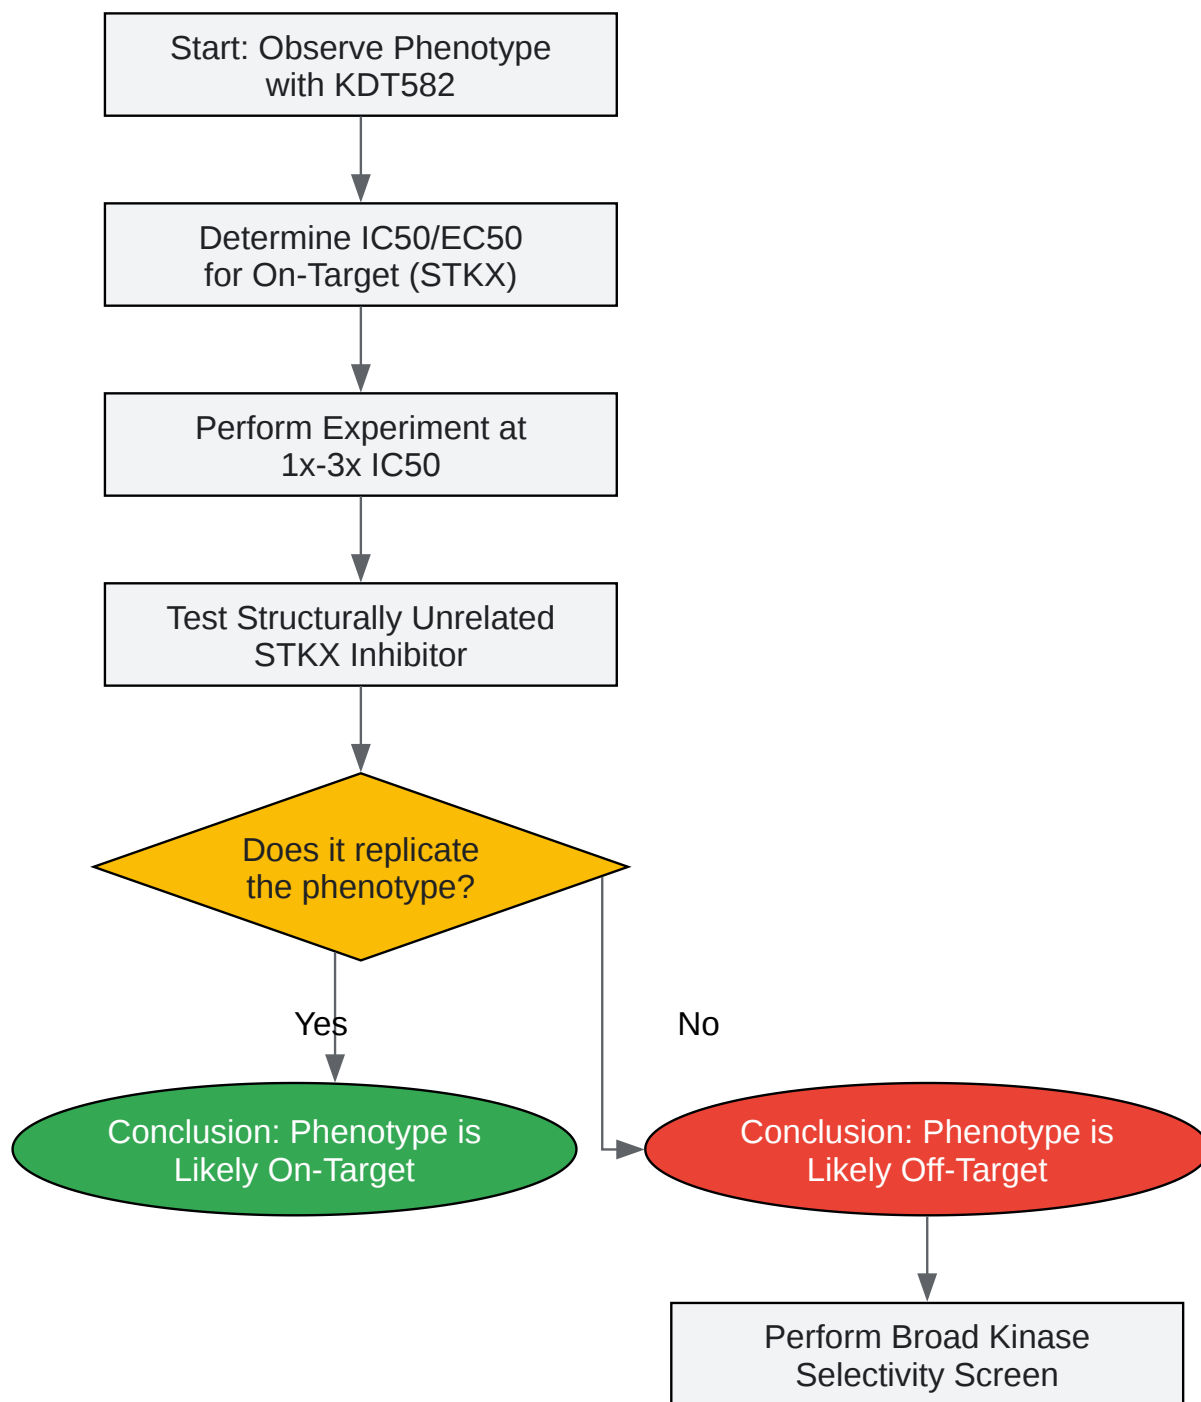 Start: Observe Phenotype
with KDT582
Determine IC50/EC50
for On-Target (STKX)
Perform Experiment at
1x-3x IC50
Test Structurally Unrelated
STKX Inhibitor
Does it replicate
the phenotype?
Yes
No
Conclusion: Phenotype is
Likely On-Target
Conclusion: Phenotype is
Likely Off-Target
Perform Broad Kinase
Selectivity Screen